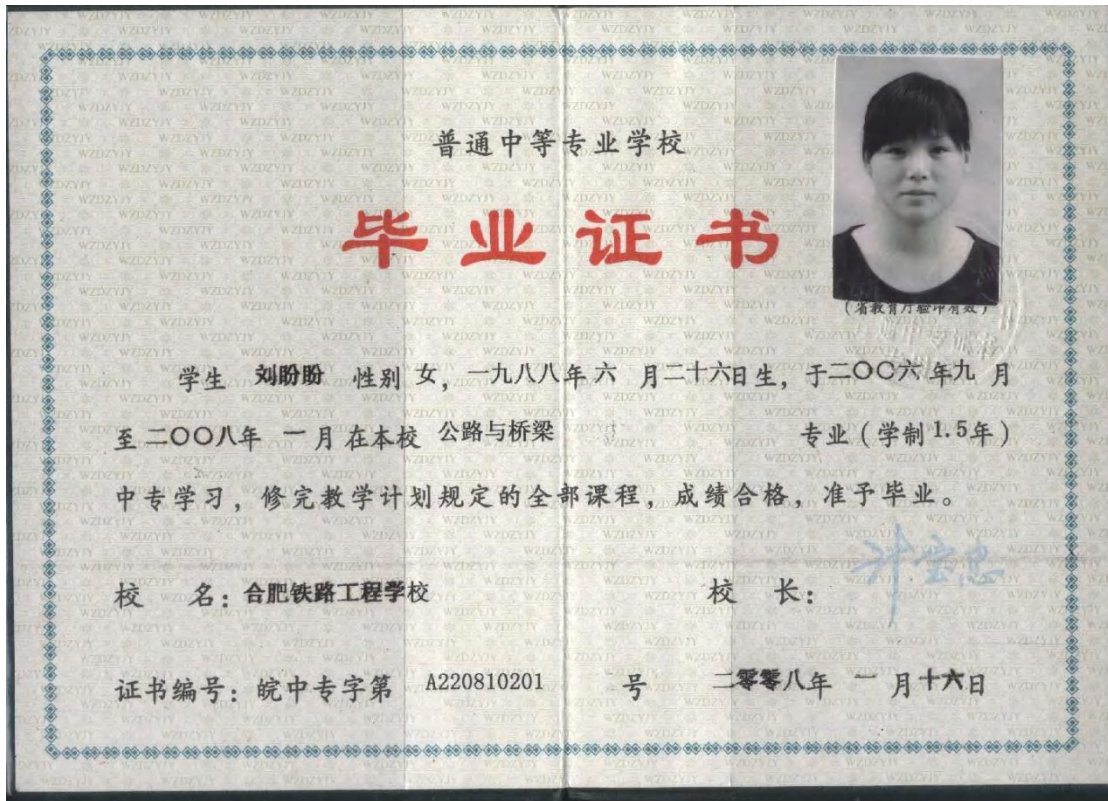 普通中等专业学校
毕业证书
(省教育厅验印有效)
学生 刘盼盼 性别 女, 一九八八年 六 月二十六日生, 于二〇〇六年九 月
至 二〇〇八年 一月 在本校 公路与桥梁 专业 (学制 1.5年)
中专学习, 修完教学计划规定的全部课程, 成绩合格, 准予毕业。
校 名: 合肥铁路工程学校 校 长:
证书编号: 皖中专字第 A220810201 号 二零零八年 一 月十六日